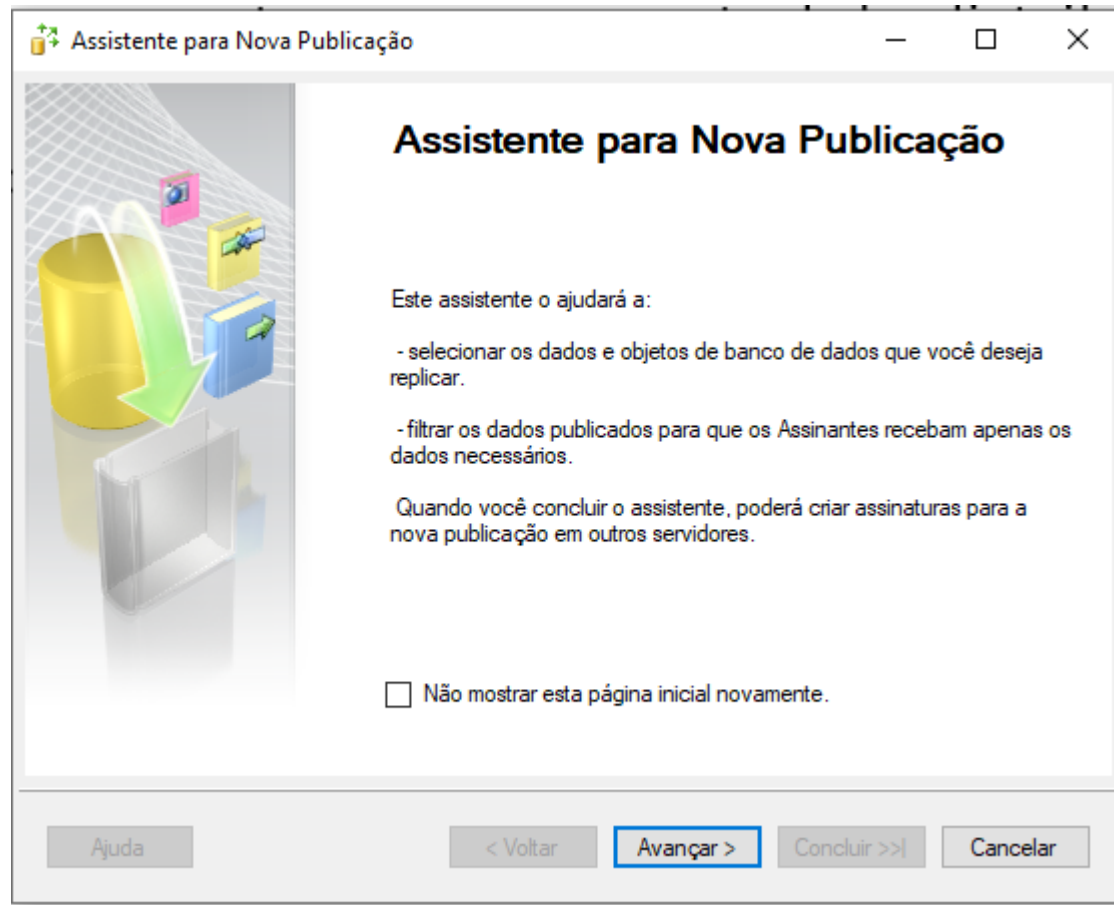 Assistente para Nova Publicação
Assistente para Nova Publicação
Este assistente o ajudará a:
- selecionar os dados e objetos de banco de dados que você deseja
replicar.
- filtrar os dados publicados para que os Assinantes recebam apenas os
dados necessários.
Quando você concluir o assistente, poderá criar assinaturas para a
nova publicação em outros servidores.
Não mostrar esta página inicial novamente.
Ajuda < Voltar Avançar > Concluir >>| Cancelar